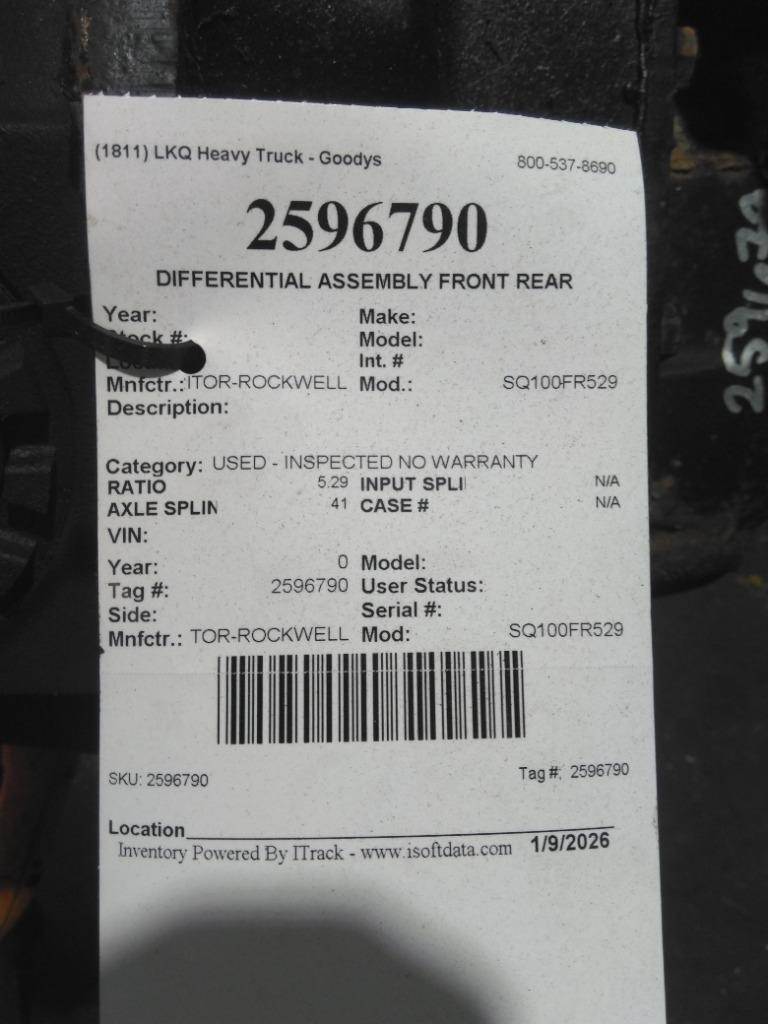 (1811) LKQ Heavy Truck - Goodys 800-537-8690
2596790
DIFFERENTIAL ASSEMBLY FRONT REAR
Year: Make:
Stock #: Model:
Int. #
Mnfctr.: ITOR-ROCKWELL Mod.: SQ100FR529
Description:
Category: USED - INSPECTED NO WARRANTY
RATIO 5.29 INPUT SPLI N/A
AXLE SPLIN 41 CASE # N/A
VIN:
Year: 0 Model:
Tag #: 2596790 User Status:
Side: Serial #:
Mnfctr.: TOR-ROCKWELL Mod: SQ100FR529
SKU: 2596790 Tag #: 2596790
Location
Inventory Powered By ITrack - www.isoftdata.com 1/9/2026